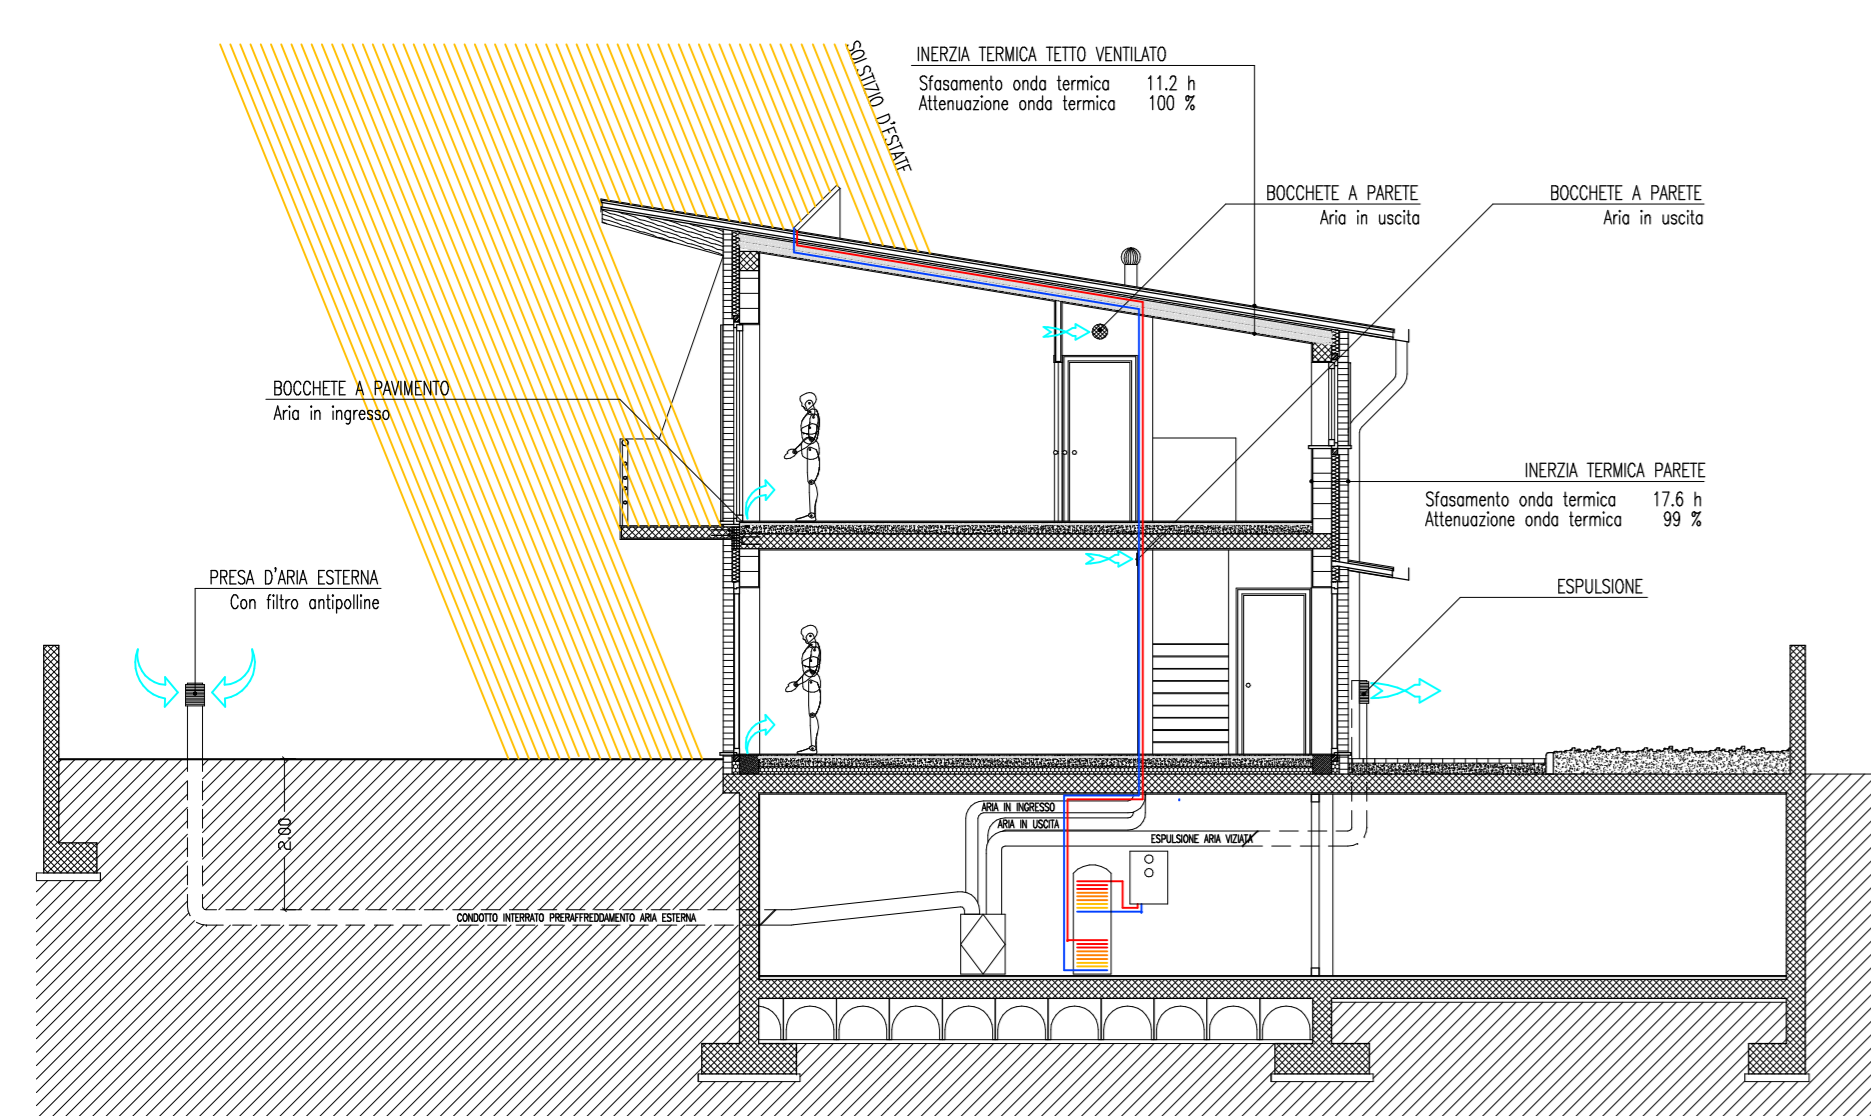 SOLSTIZIO D'ESTATE
INERZIA TERMICA TETTO VENTILATO
Sfasamento onda termica 11.2 h
Attenuazione onda termica 100 %
BOCCHETE A PARETE
Aria in uscita
BOCCHETE A PARETE
Aria in uscita
BOCCHETE A PAVIMENTO
Aria in ingresso
INERZIA TERMICA PARETE
Sfasamento onda termica 17.6 h
Attenuazione onda termica 99 %
PRESA D'ARIA ESTERNA
Con filtro antipolline
ESPULSIONE
2.00
ARIA IN INGRESSO
ARIA IN USCITA
ESPULSIONE ARIA VIZIATA
CONDOTTO INTERRATO PRERAFFREDDAMENTO ARIA ESTERNA